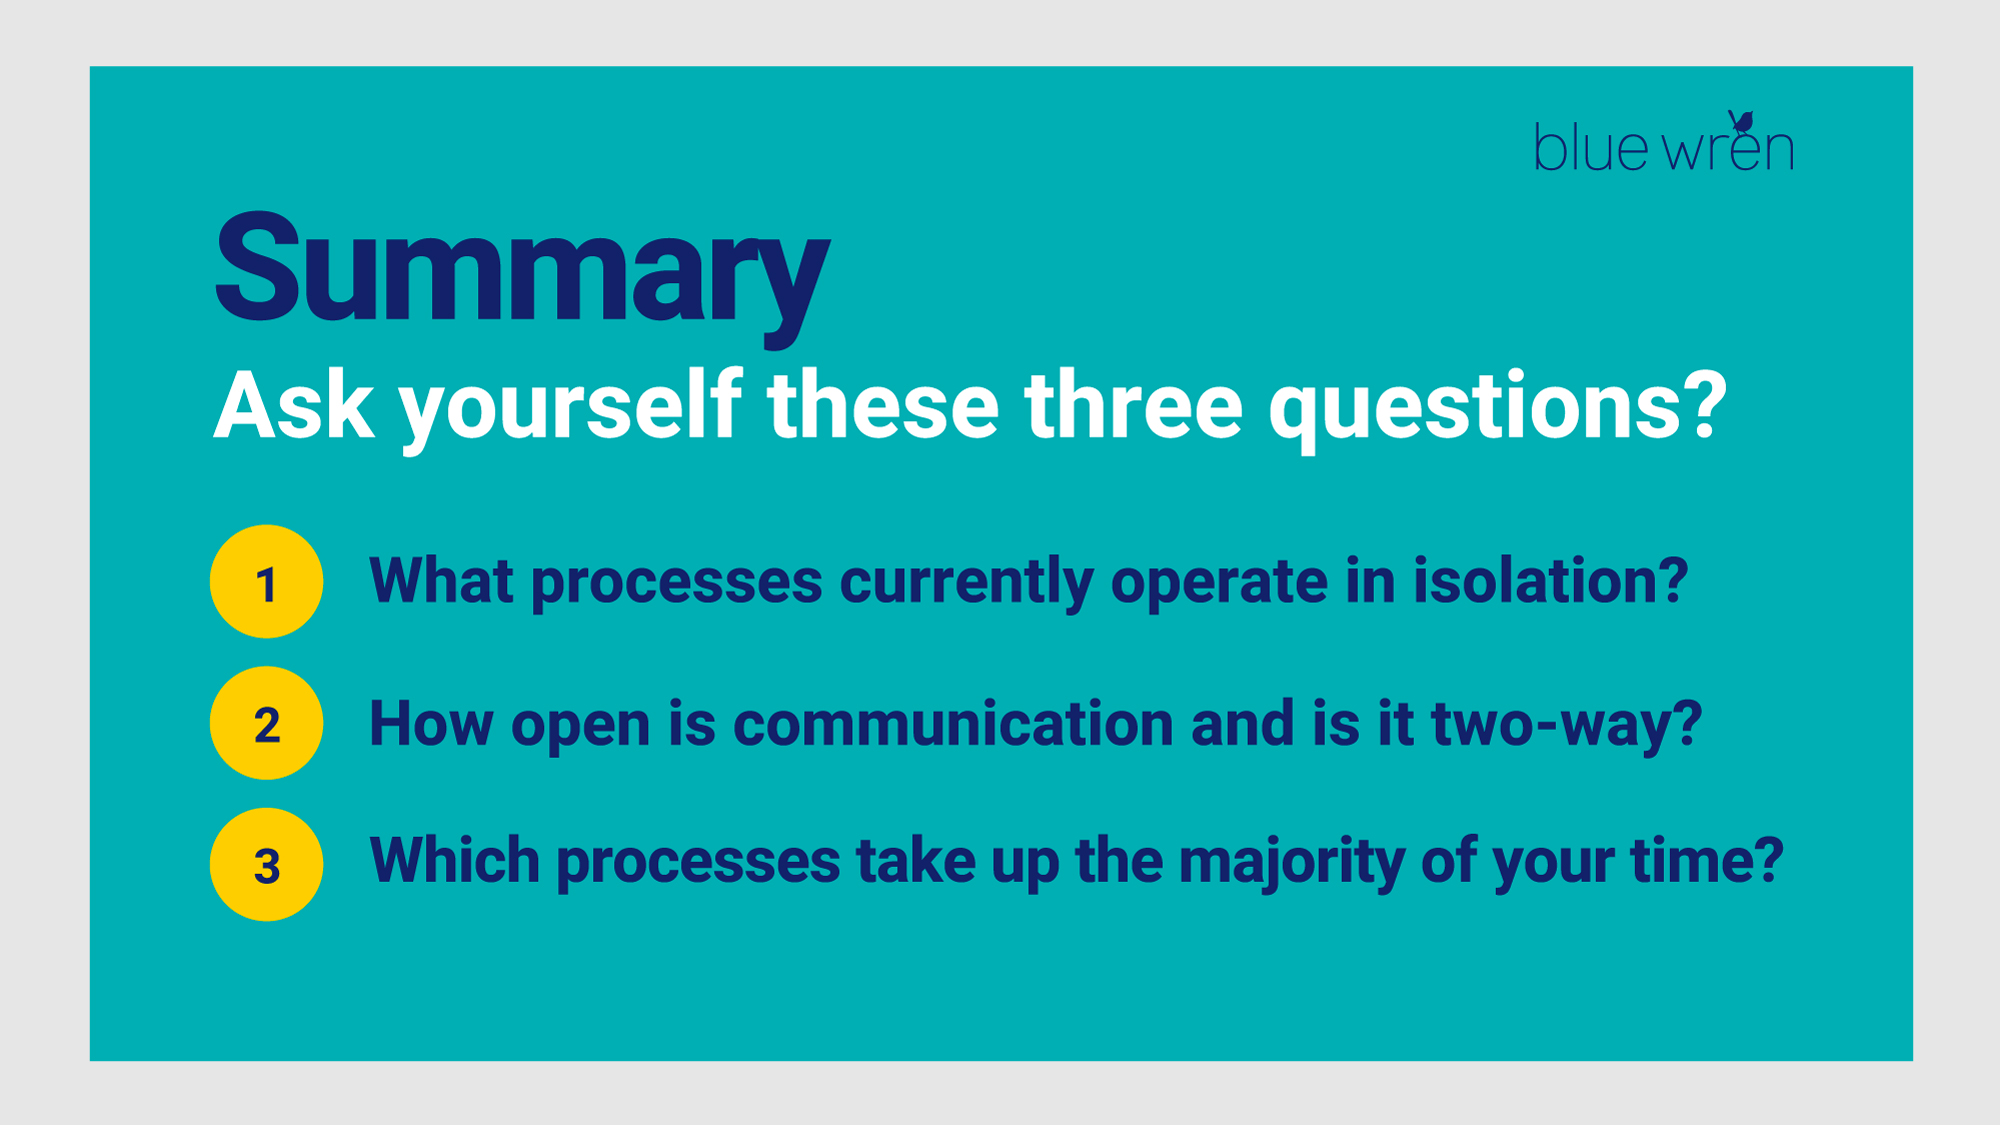 blue wren
Summary
Ask yourself these three questions?
1 What processes currently operate in isolation?
2 How open is communication and is it two-way?
3 Which processes take up the majority of your time?